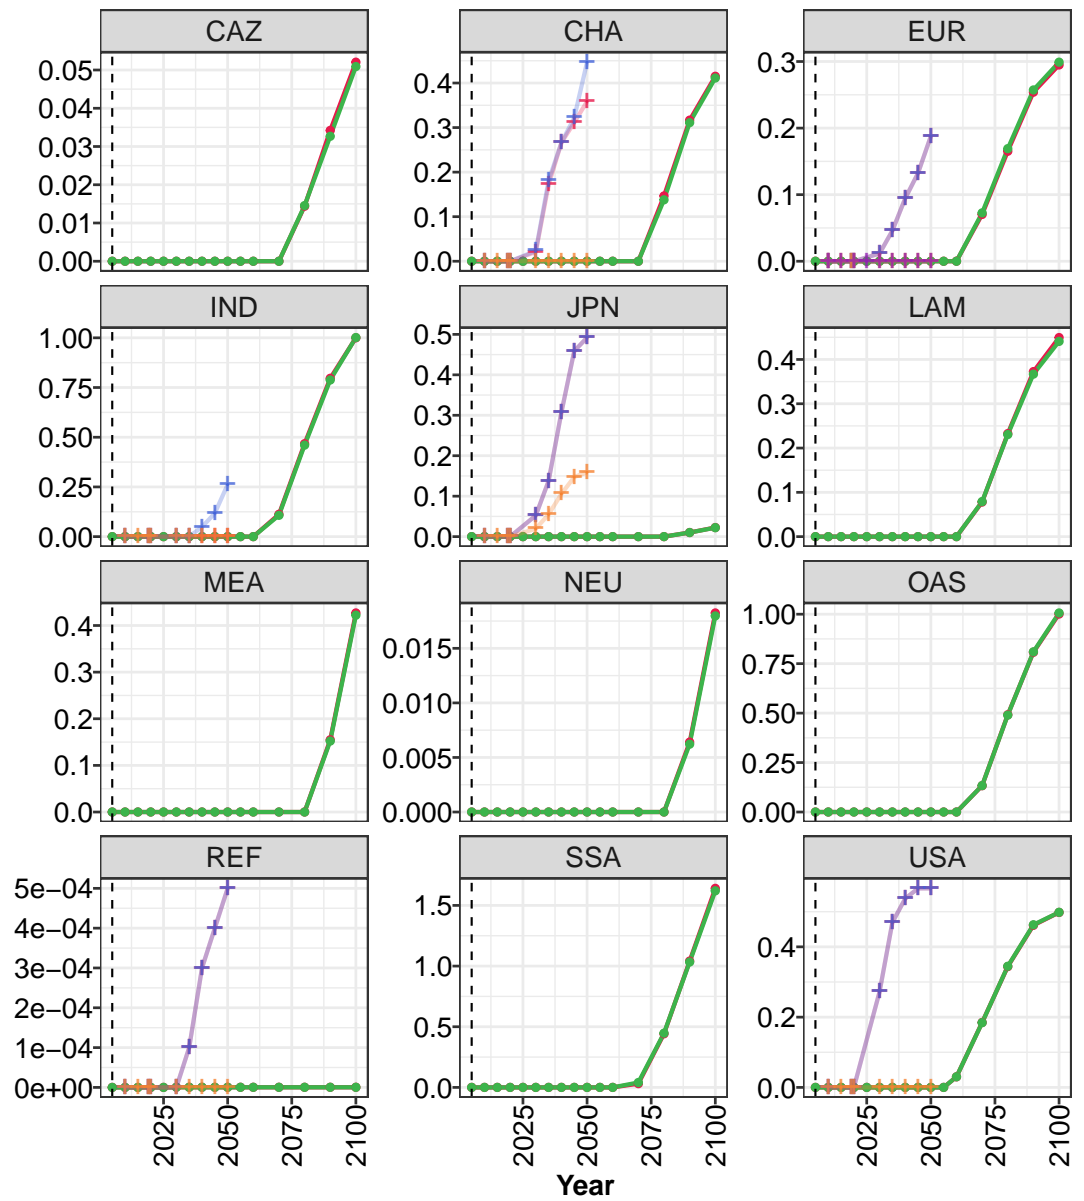 CAZ CHA EUR
0.05 0.4 0.3
0.04 0.3 0.2
0.03 0.2 0.1
0.02 0.1 0.0
0.01 0.0
0.00
IND JPN LAM
1.00 0.5 0.4
0.75 0.4 0.3
0.50 0.3 0.2
0.25 0.2 0.1
0.00 0.1 0.0
0.0
MEA NEU OAS
0.4 0.015 1.00
0.3 0.010 0.75
0.2 0.005 0.50
0.1 0.000 0.25
0.0 0.00
REF SSA USA
5e-04 1.5 0.4
4e-04 1.0 0.2
3e-04 0.5 0.0
2e-04 0.0
1e-04
0e+00
2025 2050 2075 2100 2025 2050 2075 2100 2025 2050 2075 2100
Year